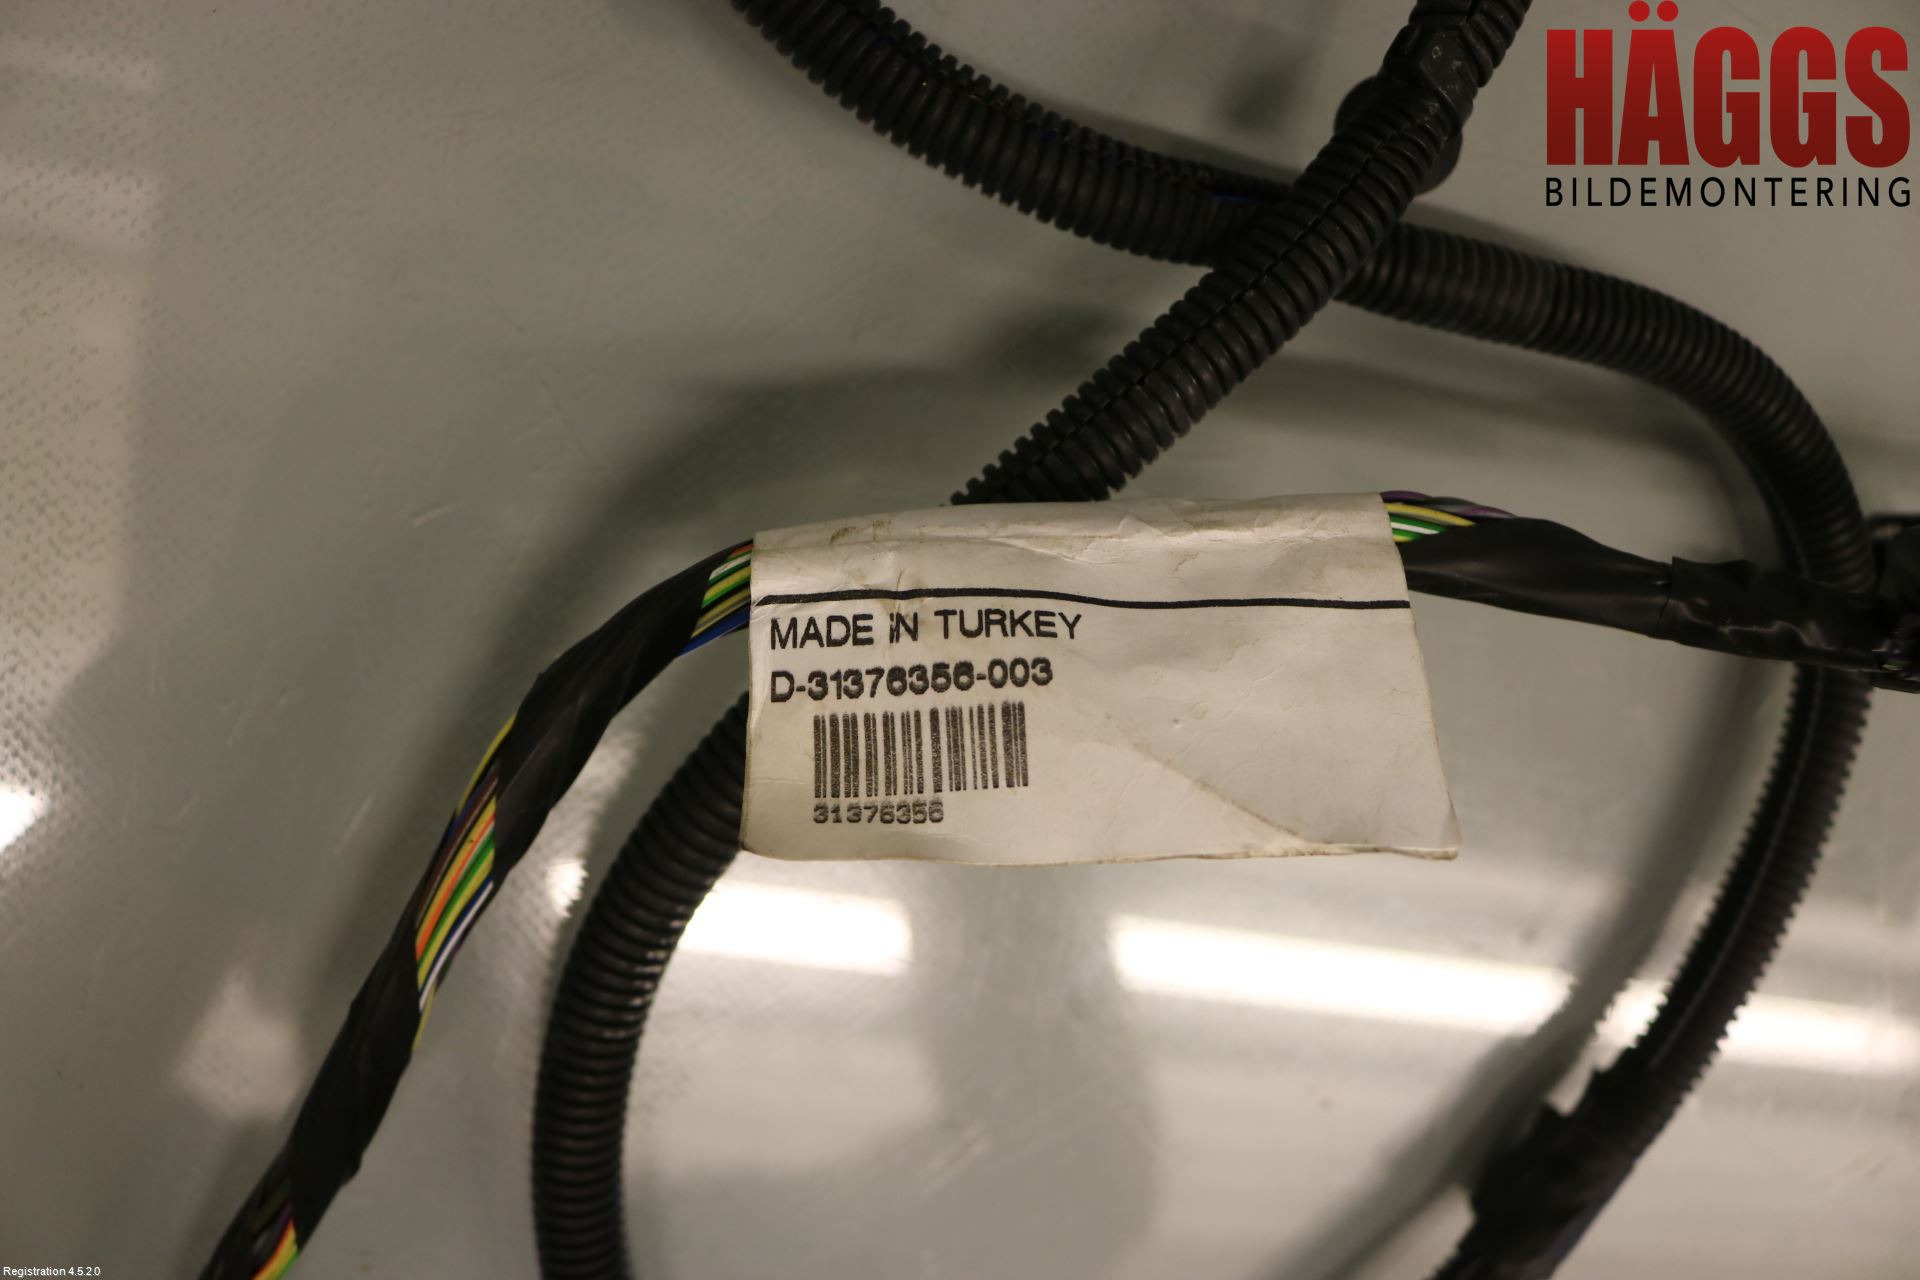 HÄGGS
BILDEMONTERING
MADE IN TURKEY
D-31376356-003
31376356
Registration 4.5.2.0